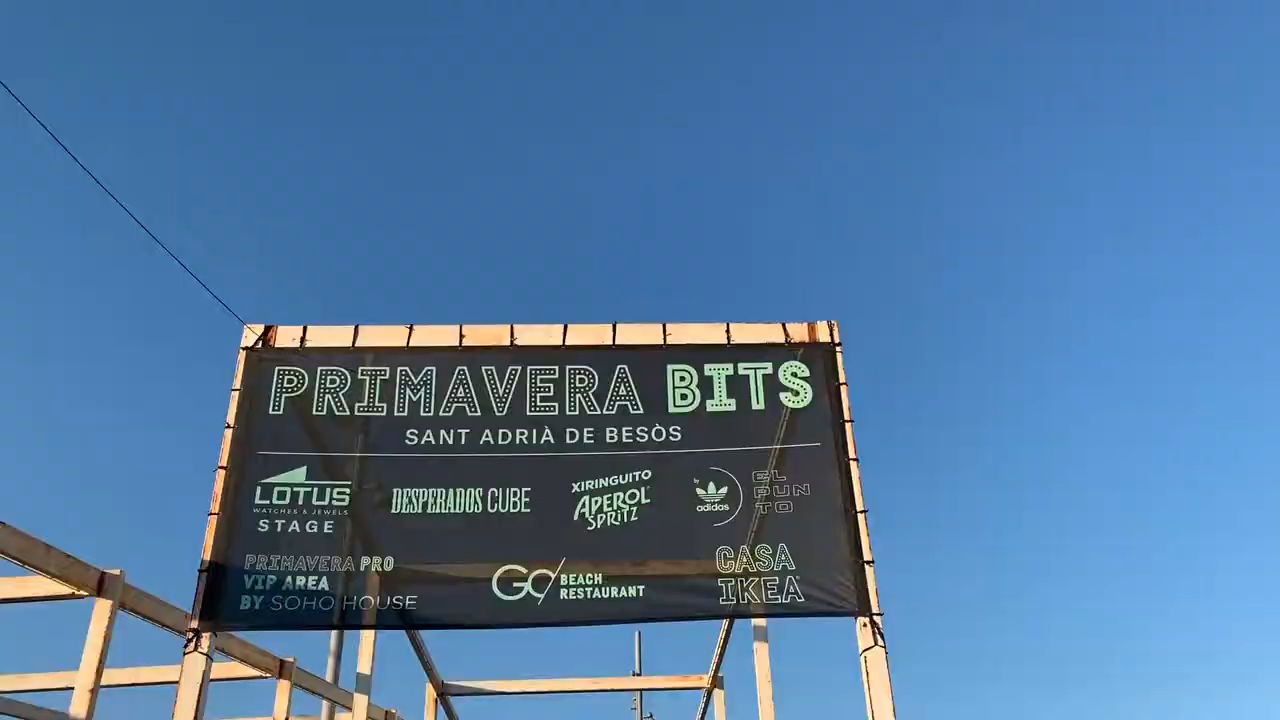 PRIMAVERA BITS
SANT ADRIÀ DE BESÒS
LOTUS
WATCHES & JEWELS
STAGE
DESPERADOS CUBE
XIRINGUITO
APEROL
SPRITZ
by
adidas
EL
PUN
TO
PRIMAVERA PRO
VIP AREA
BY SOHO HOUSE
GO/
BEACH
RESTAURANT
CASA
IKEA